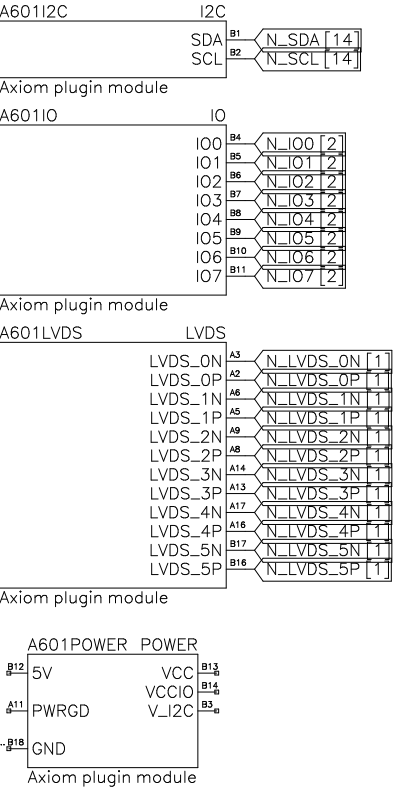 A601I2C I2C
SDA B1 N_SDA [14]
SCL B2 N_SCL [14]
Axiom plugin module
A601IO IO
IO0 B4 N_IO0 [2]
IO1 B5 N_IO1 [2]
IO2 B6 N_IO2 [2]
IO3 B7 N_IO3 [2]
IO4 B8 N_IO4 [2]
IO5 B9 N_IO5 [2]
IO6 B10 N_IO6 [2]
IO7 B11 N_IO7 [2]
Axiom plugin module
A601LVDS LVDS
LVDS_0N A3 N_LVDS_0N [1]
LVDS_0P A2 N_LVDS_0P [1]
LVDS_1N A6 N_LVDS_1N [1]
LVDS_1P A5 N_LVDS_1P [1]
LVDS_2N A9 N_LVDS_2N [1]
LVDS_2P A8 N_LVDS_2P [1]
LVDS_3N A14 N_LVDS_3N [1]
LVDS_3P A13 N_LVDS_3P [1]
LVDS_4N A17 N_LVDS_4N [1]
LVDS_4P A16 N_LVDS_4P [1]
LVDS_5N B17 N_LVDS_5N [1]
LVDS_5P B16 N_LVDS_5P [1]
Axiom plugin module
A601POWER POWER
B12 5V VCC B13
VCCIO B14
A11 PWRGD V_I2C B3
B18 GND
Axiom plugin module